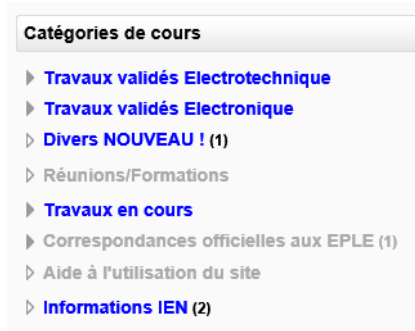 Catégories de cours
Travaux validés Electrotechnique
Travaux validés Electronique
Divers NOUVEAU ! (1)
Réunions/Formations
Travaux en cours
Correspondances officielles aux EPLE (1)
Aide à l'utilisation du site
Informations IEN (2)